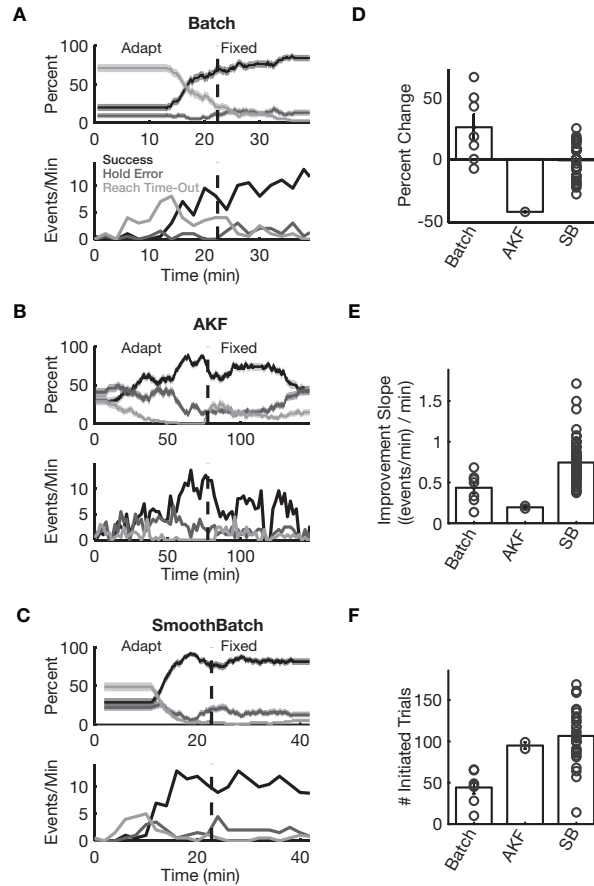 A
Batch
Adapt
Fixed
100
50
0
Percent
0
10
20
30
Success
Hold Error
Reach Time-Out
10
5
0
Events/Min
0
10
20
30
Time (min)
B
AKF
Adapt
Fixed
100
50
0
Percent
0
50
100
10
5
0
Events/Min
0
50
100
Time (min)
C
SmoothBatch
Adapt
Fixed
100
50
0
Percent
0
20
40
10
5
0
Events/Min
0
20
40
Time (min)
D
50
0
-50
Percent Change
Batch
AKF
SB
E
1.5
1
0.5
0
Improvement Slope
((events/min) / min)
Batch
AKF
SB
F
150
100
50
0
# Initiated Trials
Batch
AKF
SB